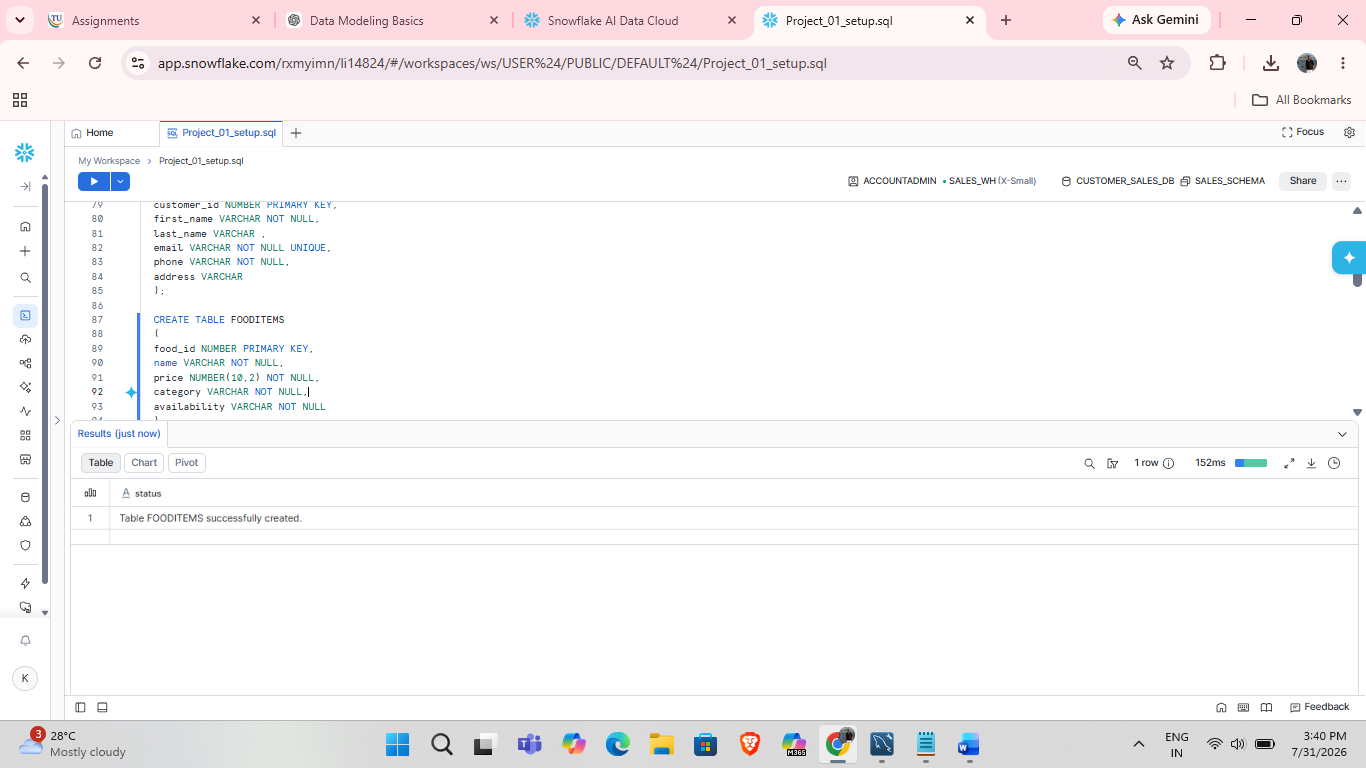 Assignments
Data Modeling Basics
Snowflake AI Data Cloud
Project_01_setup.sql
Ask Gemini
app.snowflake.com/rxmyimn/li14824/#/workspaces/ws/USER%24/PUBLIC/DEFAULT%24/Project_01_setup.sql
All Bookmarks
Home
Project_01_setup.sql
Focus
My Workspace > Project_01_setup.sql
ACCOUNTADMIN • SALES_WH (X-Small)
CUSTOMER_SALES_DB
SALES_SCHEMA
Share
79 customer_id NUMBER PRIMARY KEY,
80 first_name VARCHAR NOT NULL,
81 last_name VARCHAR ,
82 email VARCHAR NOT NULL UNIQUE,
83 phone VARCHAR NOT NULL,
84 address VARCHAR
85 );
86
87 CREATE TABLE FOODITEMS
88 (
89 food_id NUMBER PRIMARY KEY,
90 name VARCHAR NOT NULL,
91 price NUMBER(10,2) NOT NULL,
92 category VARCHAR NOT NULL,
93 availability VARCHAR NOT NULL
94 )
Results (just now)
Table
Chart
Pivot
1 row
152ms
A status
1 Table FOODITEMS successfully created.
K
Feedback
3
28°C
Mostly cloudy
M365
ENG
IN
3:40 PM
7/31/2026